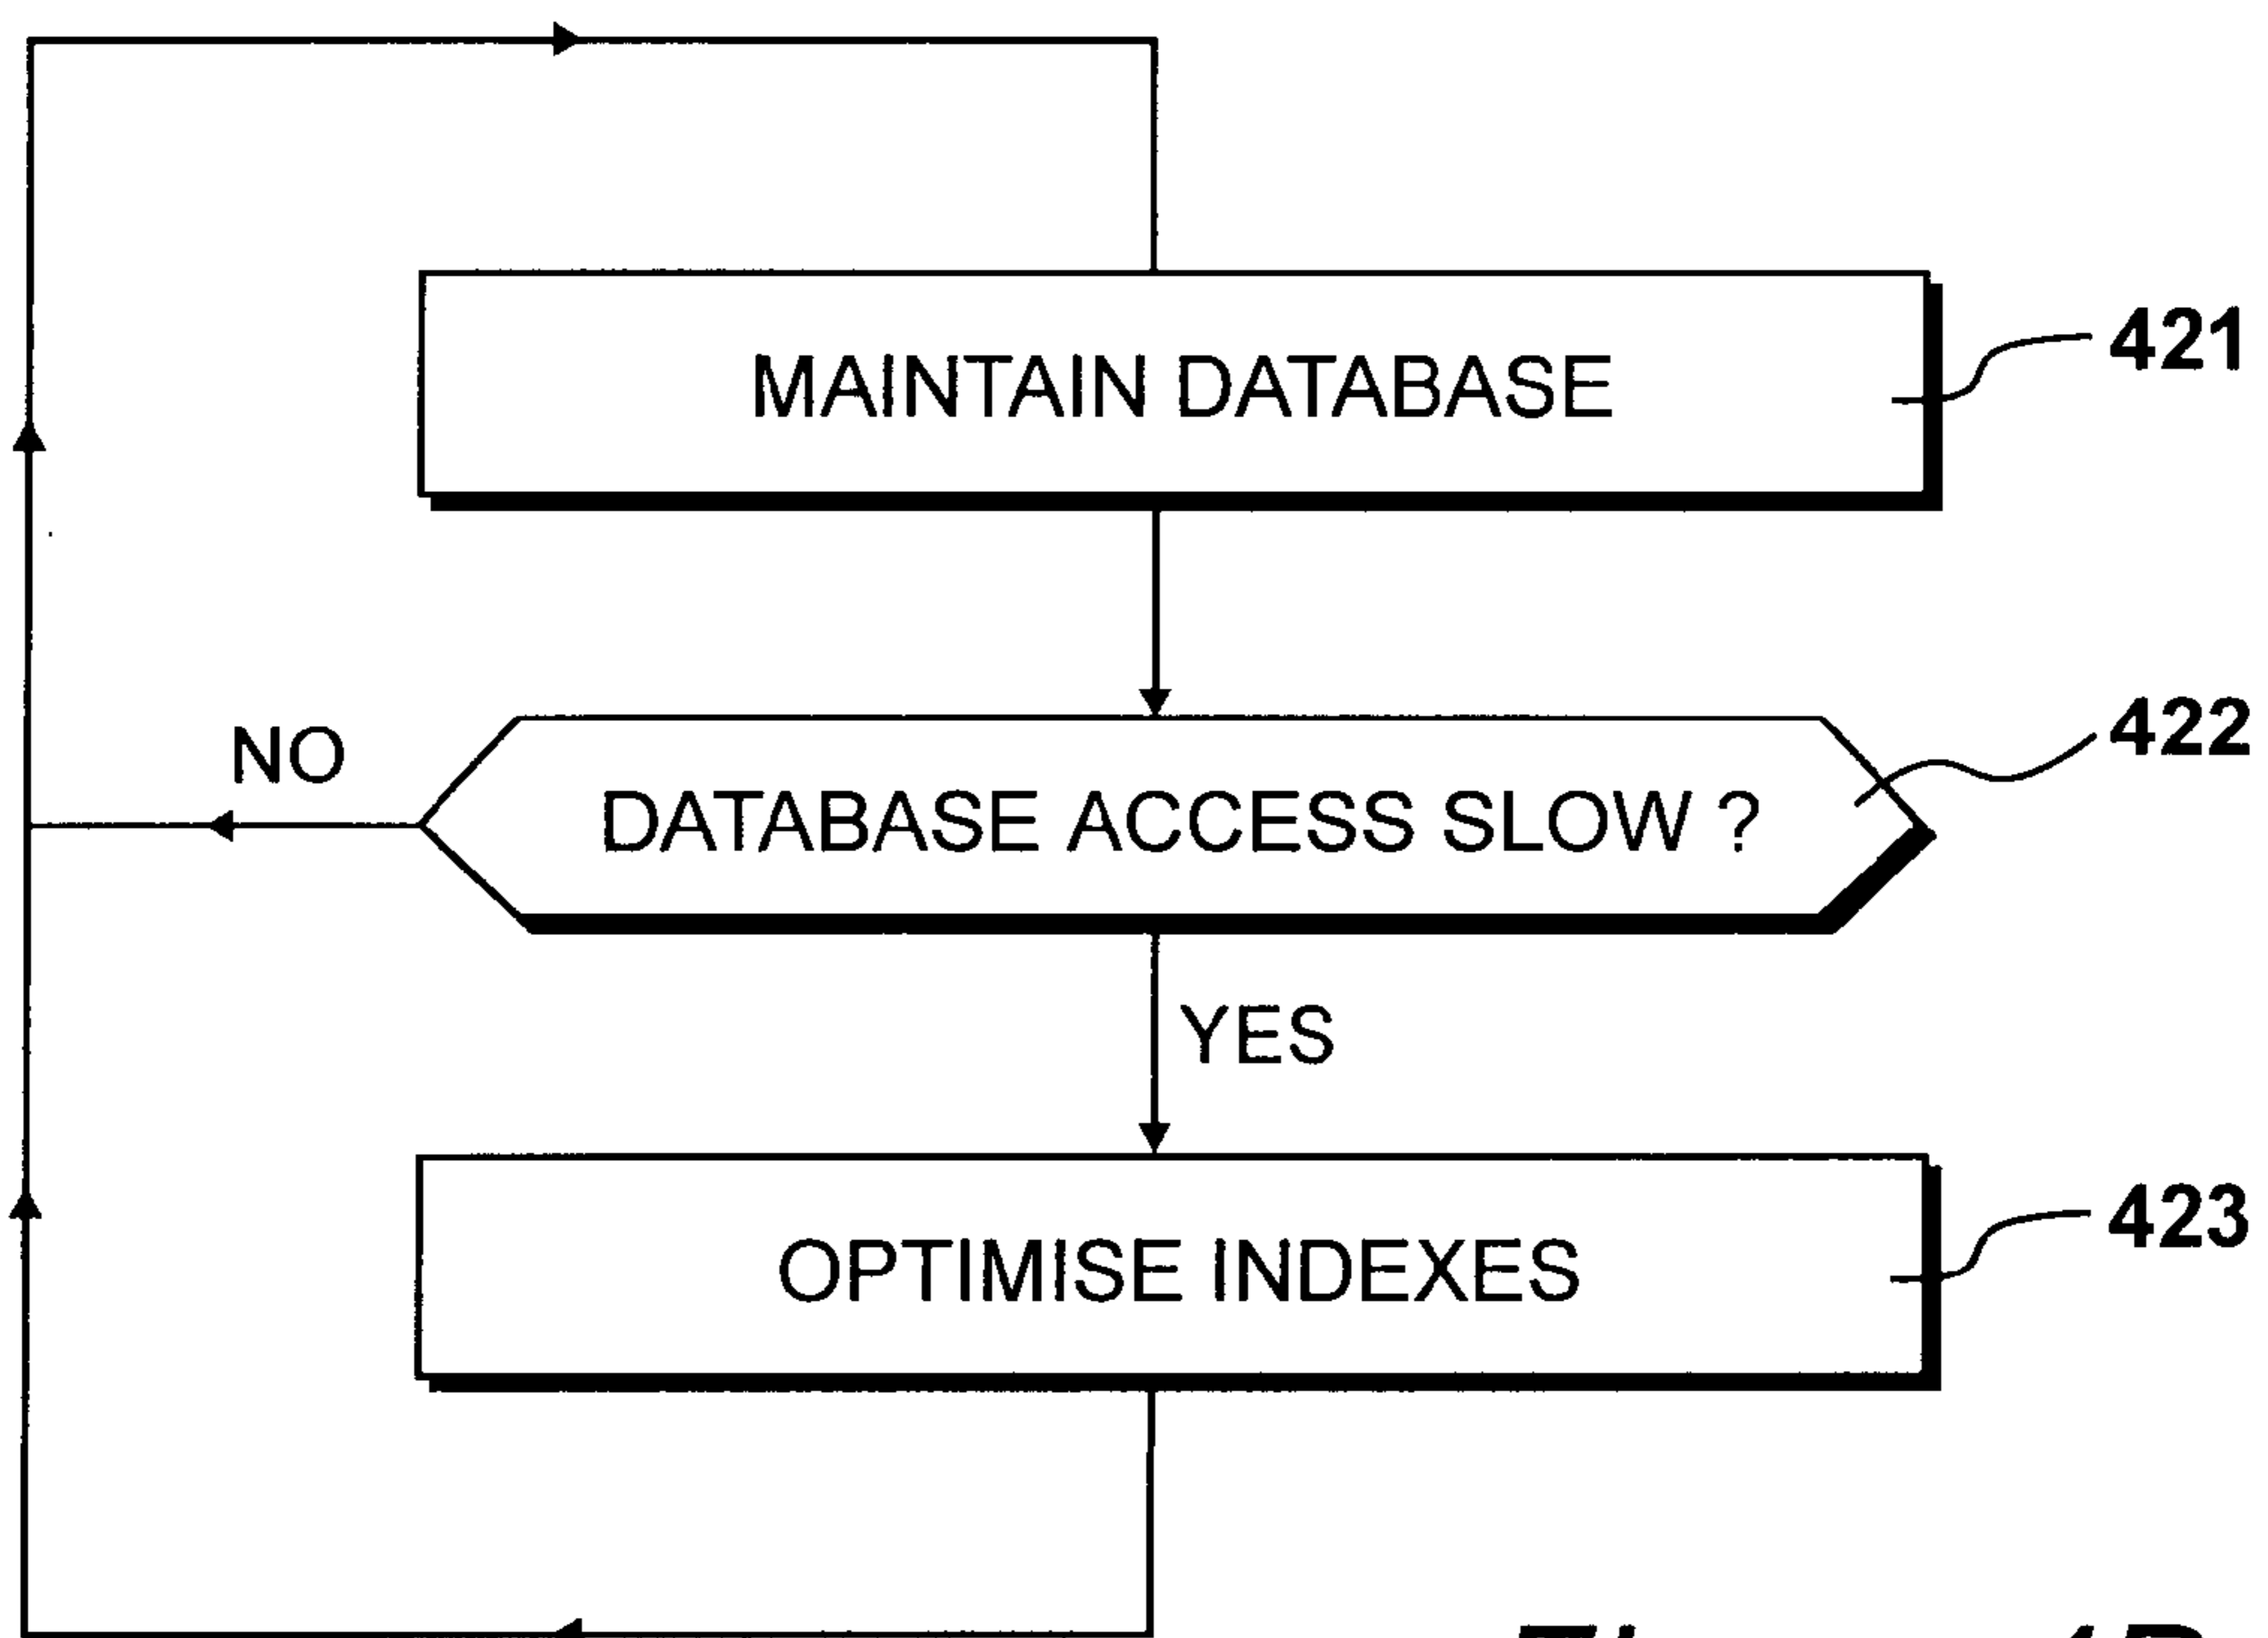 MAINTAIN DATABASE
421
NO
DATABASE ACCESS SLOW ?
422
YES
OPTIMISE INDEXES
423